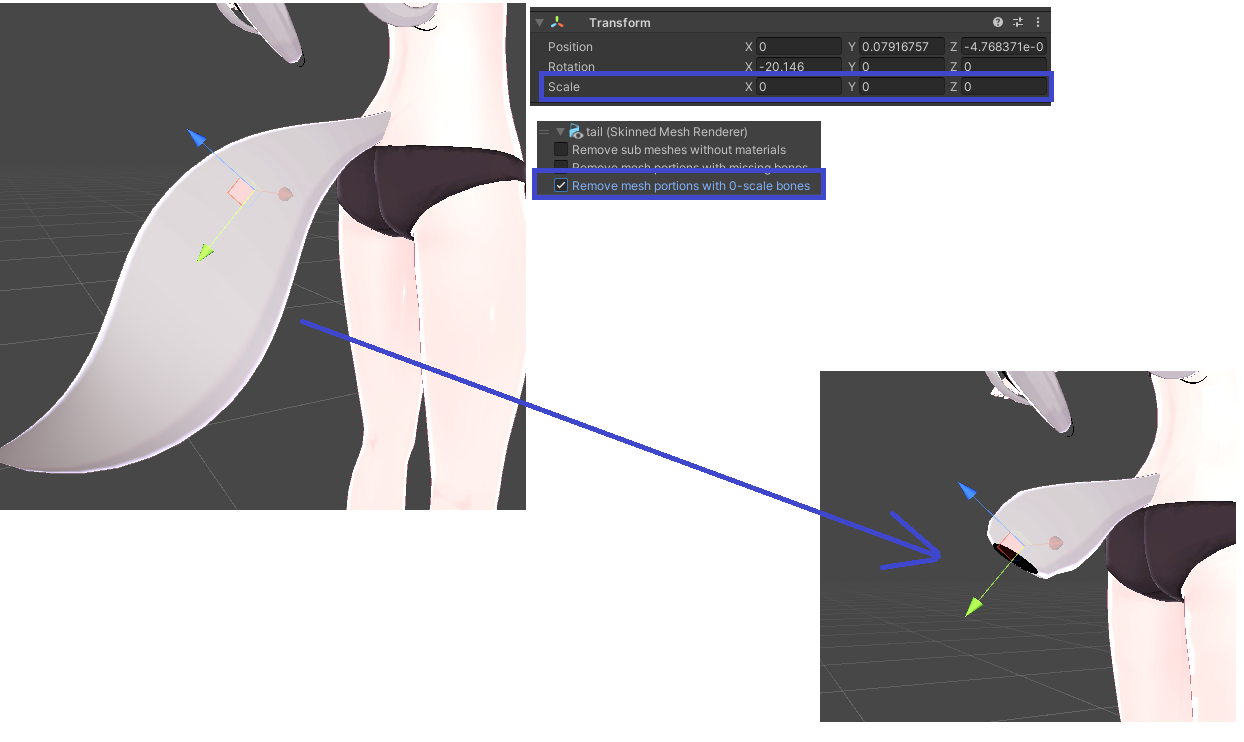 Transform
Position X 0 Y 0.07916757 Z -4.768371e-0
Rotation X -20.146 Y 0 Z 0
Scale X 0 Y 0 Z 0
tail (Skinned Mesh Renderer)
Remove sub meshes without materials
Remove mesh portions with missing bones
Remove mesh portions with 0-scale bones